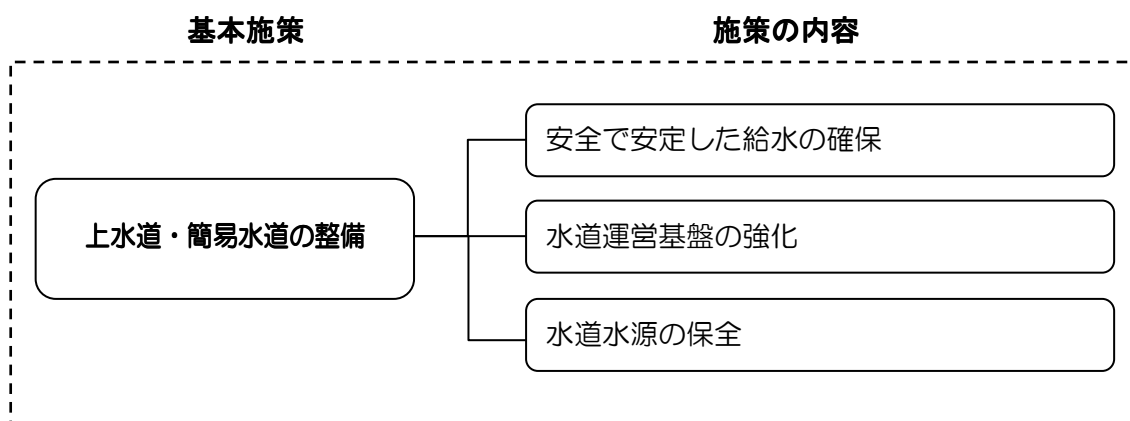 基本施策
施策の内容
上水道・簡易水道の整備
安全で安定した給水の確保
水道運営基盤の強化
水道水源の保全